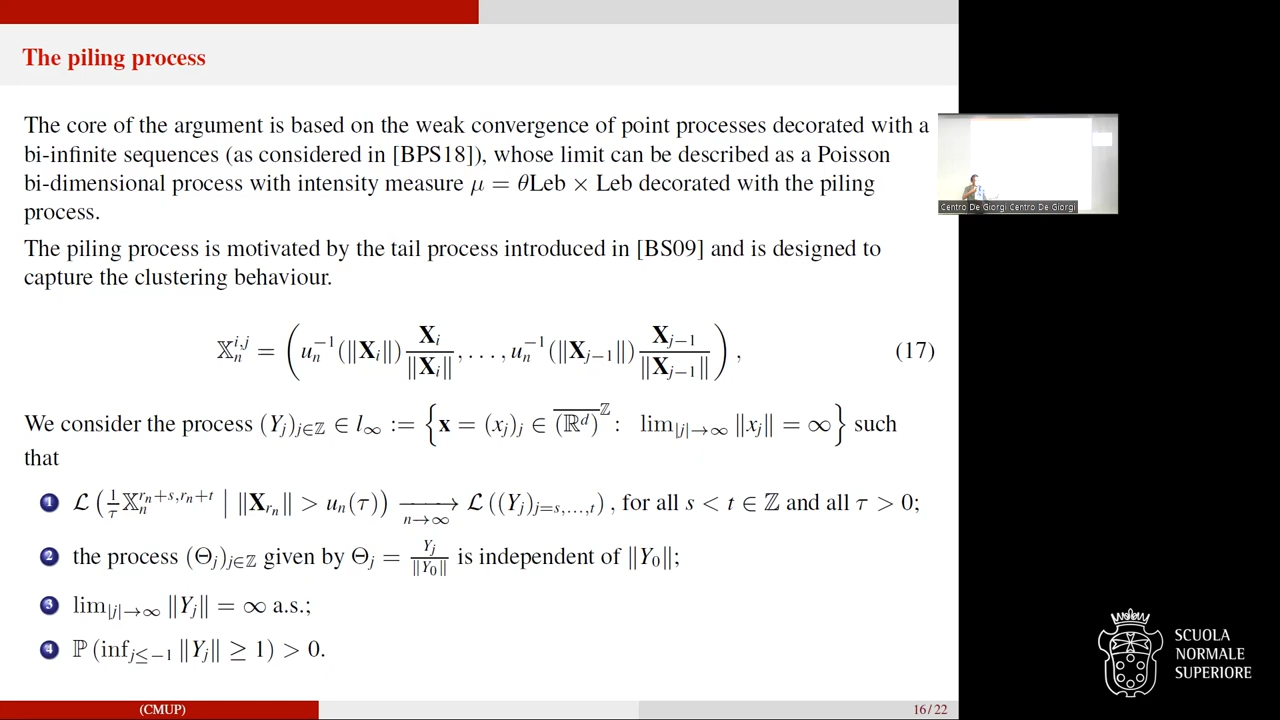 The piling process
The core of the argument is based on the weak convergence of point processes decorated with a
bi-infinite sequences (as considered in [BPS18]), whose limit can be described as a Poisson
bi-dimensional process with intensity measure μ = θLeb × Leb decorated with the piling
process.
The piling process is motivated by the tail process introduced in [BS09] and is designed to
capture the clustering behaviour.
𝕏_n^{i,j} = ( u_n^{-1}(‖𝐗_i‖) 𝐗_i/‖𝐗_i‖, . . . , u_n^{-1}(‖𝐗_{j−1}‖) 𝐗_{j−1}/‖𝐗_{j−1}‖ ) , (17)
We consider the process (Y_j)_{j∈ℤ} ∈ l_∞ := { 𝐱 = (x_j)_j ∈ \overline{(ℝ^d)}^ℤ : lim_{|j|→∞} ‖x_j‖ = ∞ } such
that
1 ℒ ( 1/τ 𝕏_n^{r_n+s,r_n+t} | ‖𝐗_{r_n}‖ > u_n(τ) ) ⟶_{n→∞} ℒ ((Y_j)_{j=s,...,t}) , for all s < t ∈ ℤ and all τ > 0;
2 the process (Θ_j)_{j∈ℤ} given by Θ_j = Y_j/‖Y_0‖ is independent of ‖Y_0‖;
3 lim_{|j|→∞} ‖Y_j‖ = ∞ a.s.;
4 ℙ (inf_{j≤−1} ‖Y_j‖ ≥ 1) > 0.
(CMUP) 16 / 22
Centro De Giorgi Centro De Giorgi
SCUOLA
NORMALE
SUPERIORE